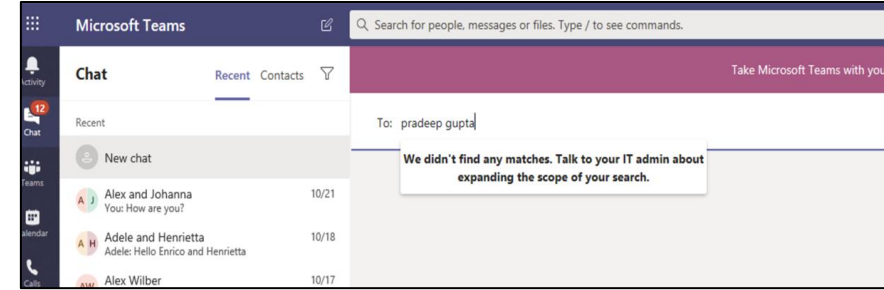 Microsoft Teams
Search for people, messages or files. Type / to see commands.
Activity
Chat
Recent
Contacts
Take Microsoft Teams with you
12
Chat
Recent
To: pradeep gupta
New chat
We didn't find any matches. Talk to your IT admin about
expanding the scope of your search.
Teams
A J
Alex and Johanna
10/21
You: How are you?
Calendar
A H
Adele and Henrietta
10/18
Adele: Hello Enrico and Henrietta
Calls
AW
Alex Wilber
10/17